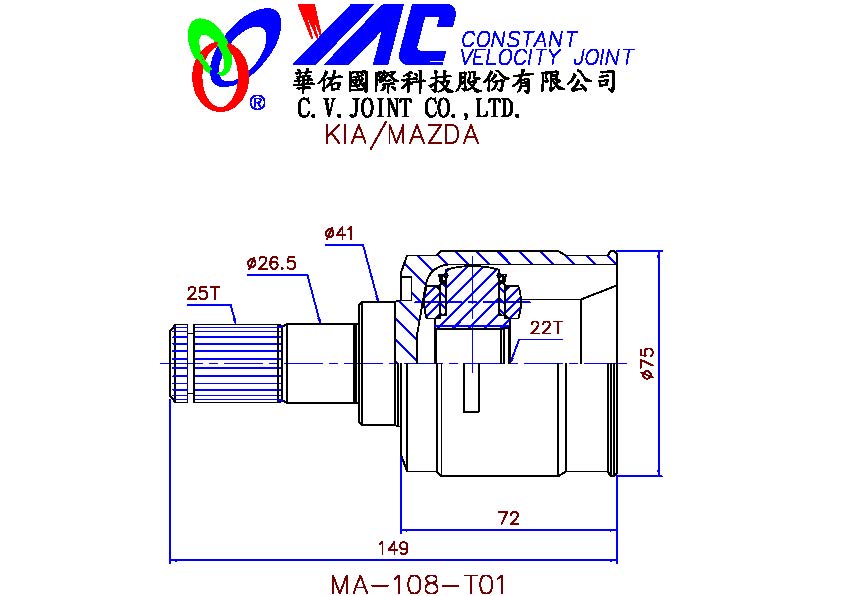 YAC CONSTANT
VELOCITY JOINT
®
華佑國際科技股份有限公司
C.V.JOINT CO.,LTD.
KIA/MAZDA
ø41
ø26.5
25T
22T
ø75
72
149
MA-108-T01